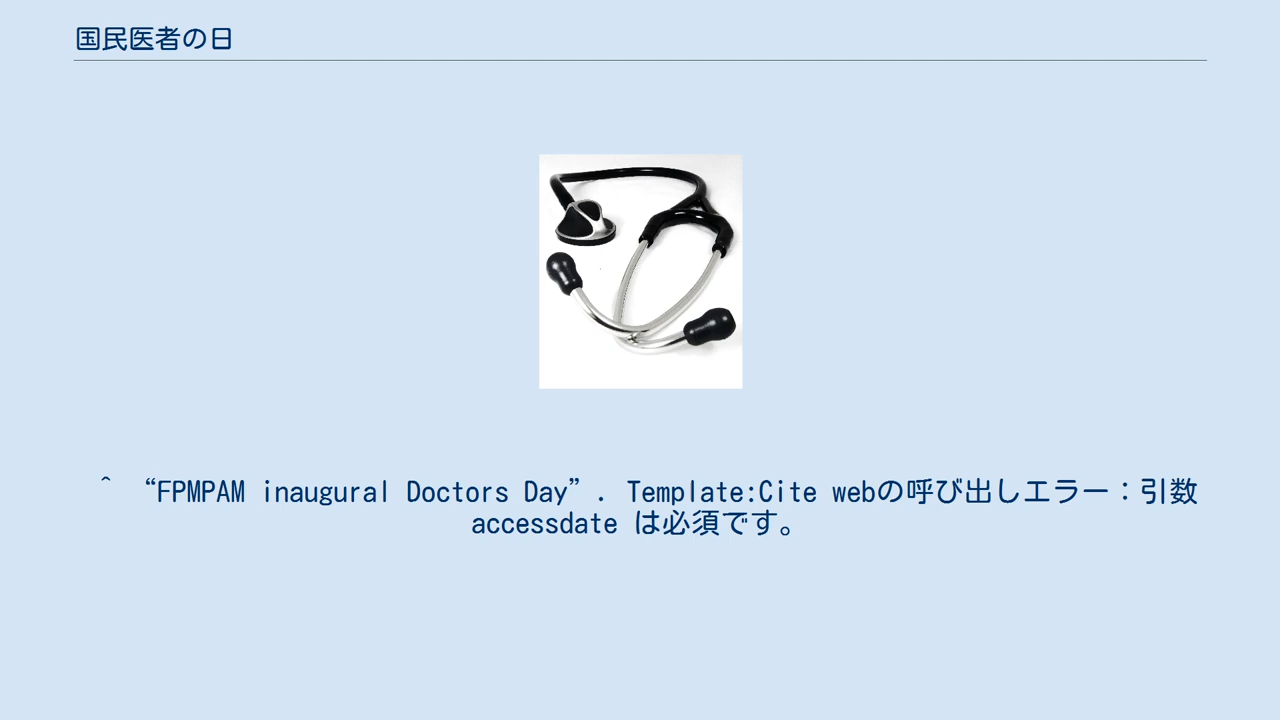 国民医者の日
^ “FPMPAM inaugural Doctors Day”. Template:Cite webの呼び出しエラー：引数
accessdate は必須です。